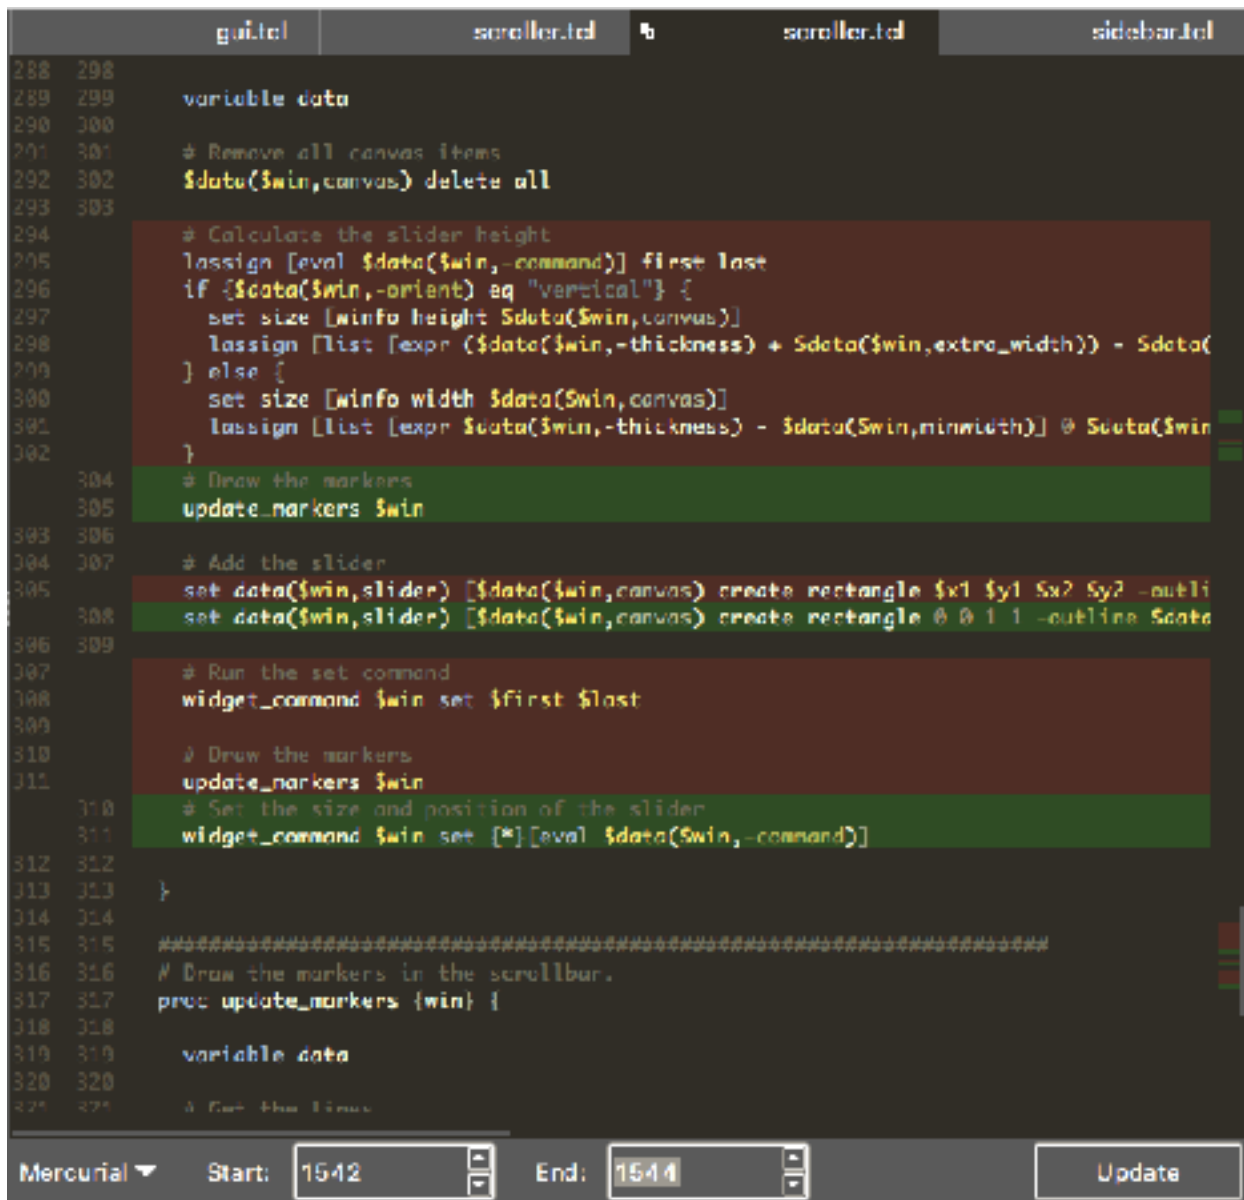 gui.tcl scroller.tcl scroller.tcl sidebar.tcl
288 298
289 299 variable data
290 300
291 301 # Remove all canvas items
292 302 $data($win,canvas) delete all
293 303
294 # Calculate the slider height
295 lassign [eval $data($win,-command)] first last
296 if {$data($win,-orient) eq "vertical"} {
297 set size [winfo height $data($win,canvas)]
298 lassign [list [expr ($data($win,-thickness) + $data($win,extra_width)) - $data(
299 } else {
300 set size [winfo width $data($win,canvas)]
301 lassign [list [expr $data($win,-thickness) - $data($win,minwidth)] 0 $data($win
302 }
304 # Draw the markers
305 update_markers $win
303 306
304 307 # Add the slider
305 set data($win,slider) [$data($win,canvas) create rectangle $x1 $y1 $x2 $y2 -outli
308 set data($win,slider) [$data($win,canvas) create rectangle 0 0 1 1 -outline $data
306 309
307 # Run the set command
308 widget_command $win set $first $last
309
310 # Draw the markers
311 update_markers $win
310 # Set the size and position of the slider
311 widget_command $win set {*}[eval $data($win,-command)]
312 312
313 313 }
314 314
315 315 ######################################################################
316 316 # Draw the markers in the scrollbar.
317 317 proc update_markers {win} {
318 318
319 319 variable data
320 320
321 321 # Get the lines
Mercurial Start: 1542 End: 1544 Update